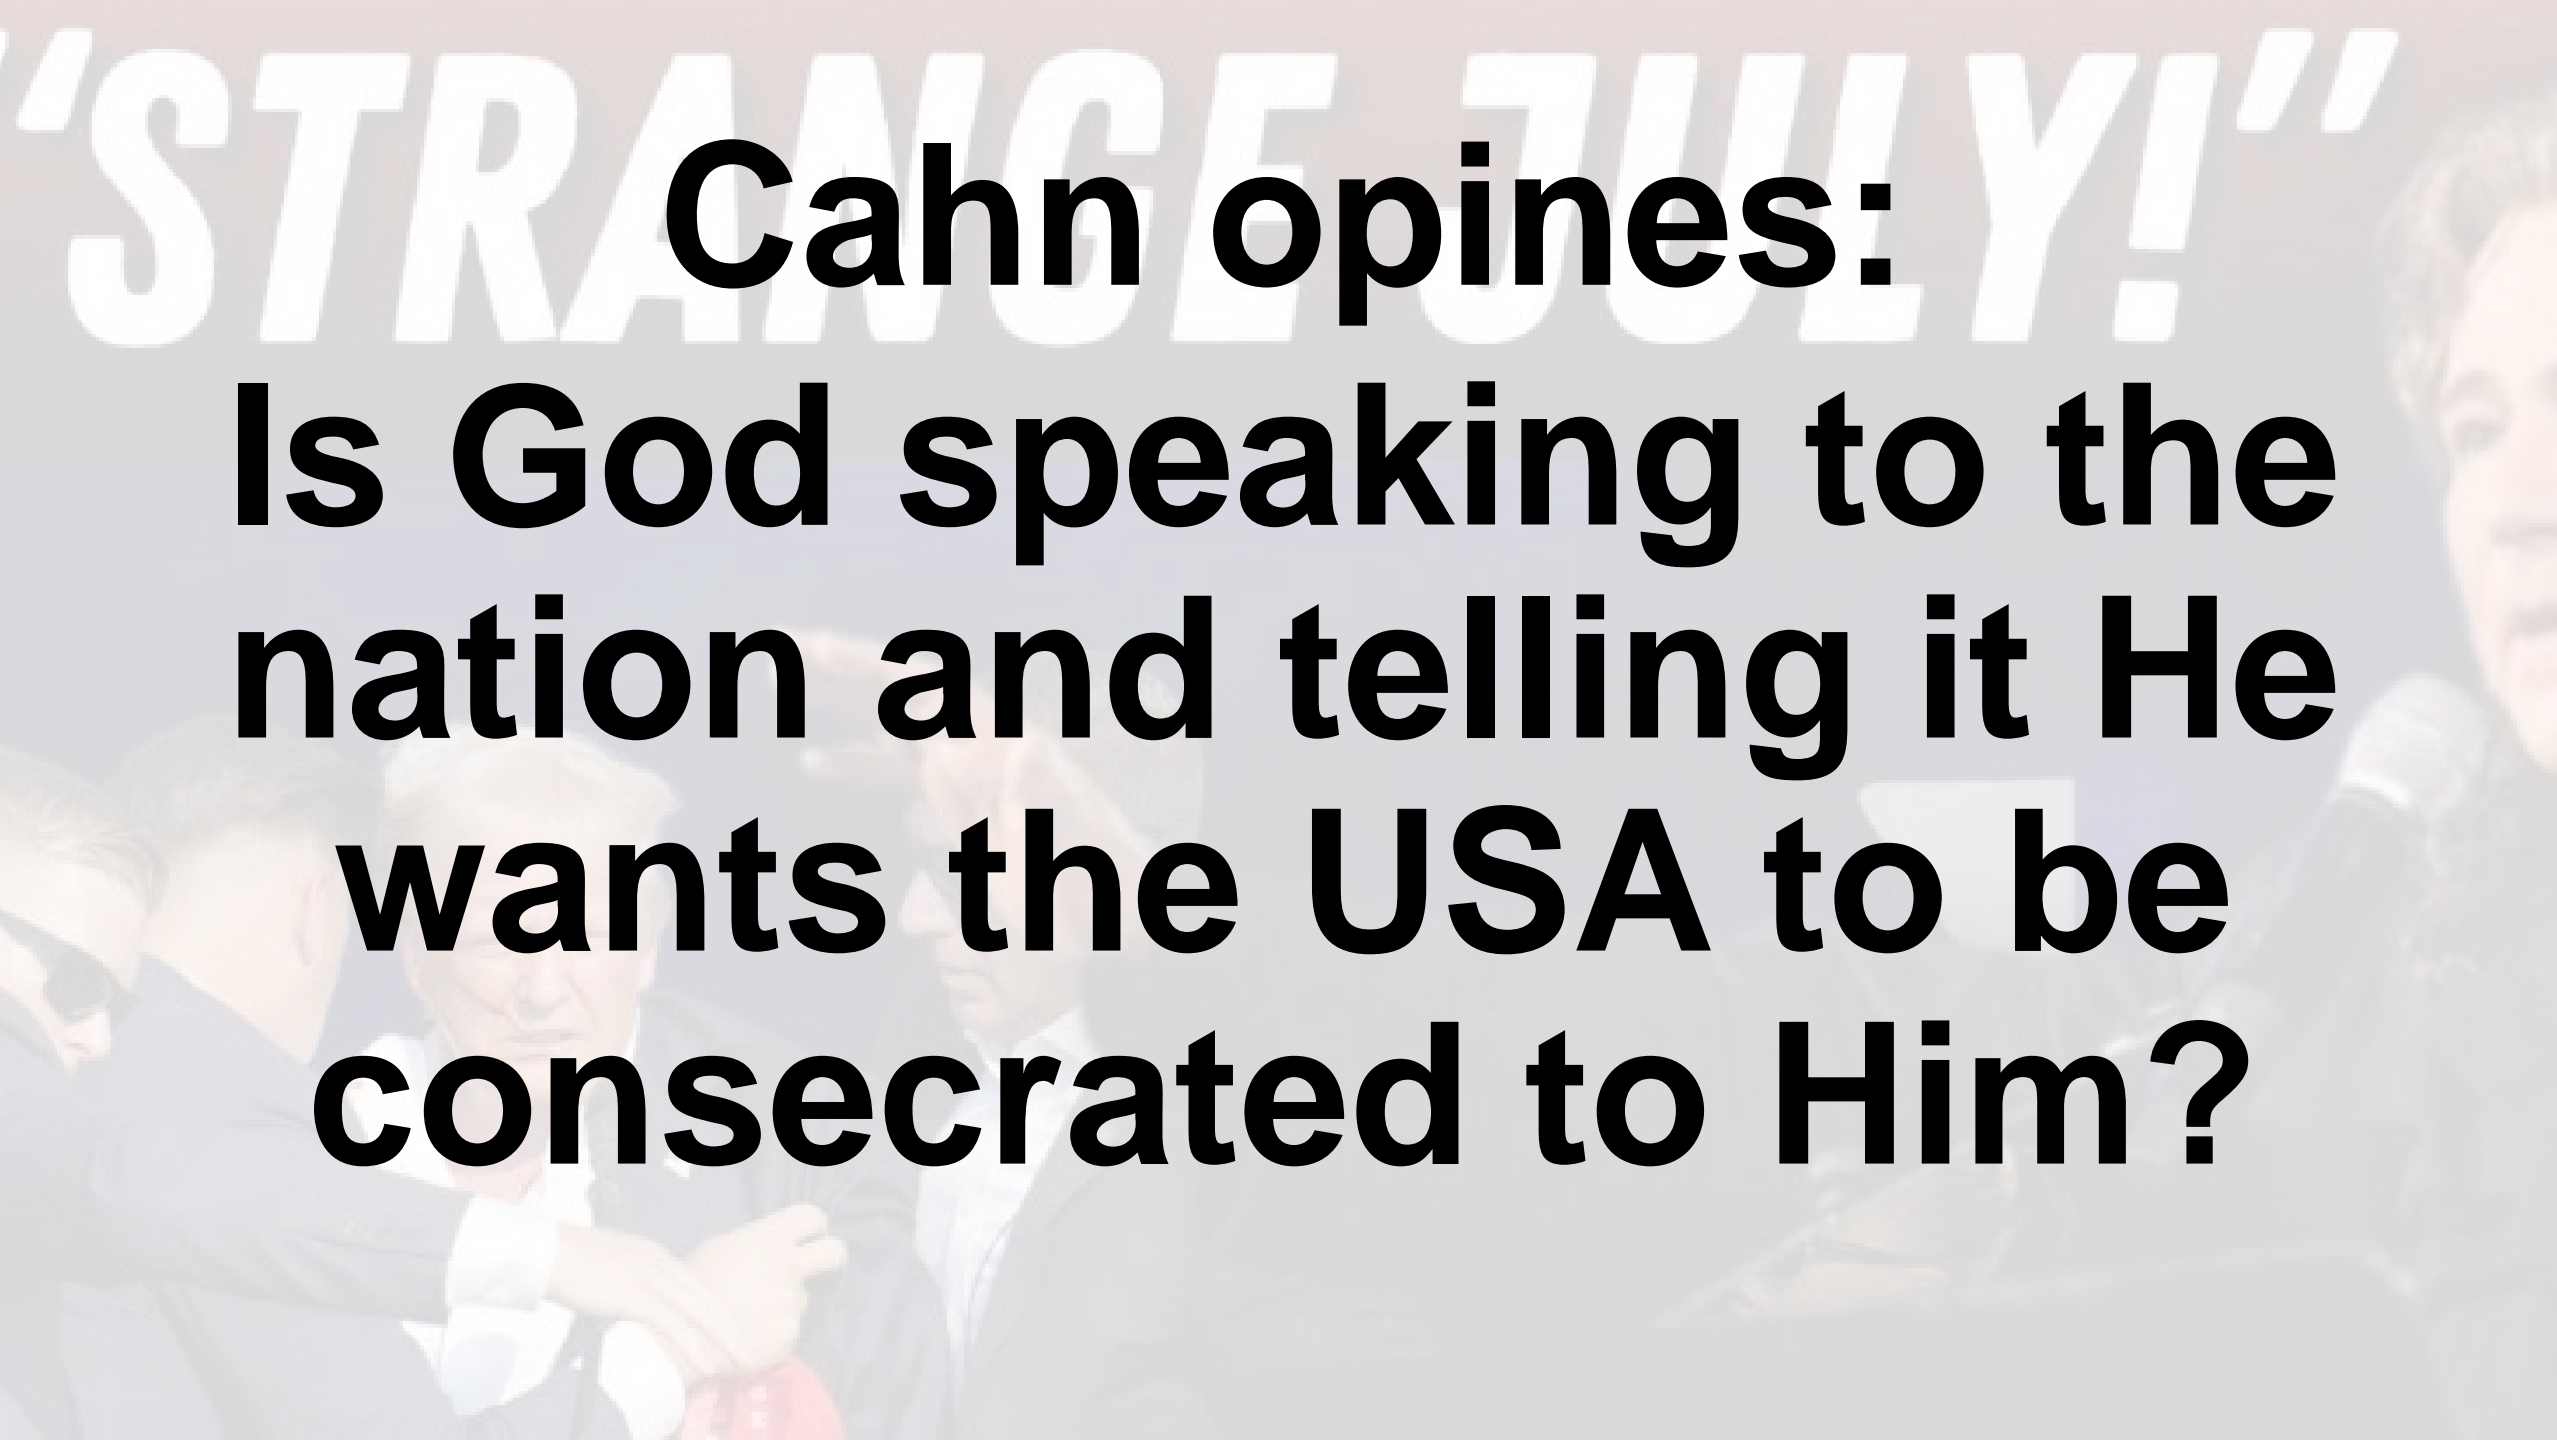 "STRANGE JULY!"
Cahn opines:
Is God speaking to the
nation and telling it He
wants the USA to be
consecrated to Him?